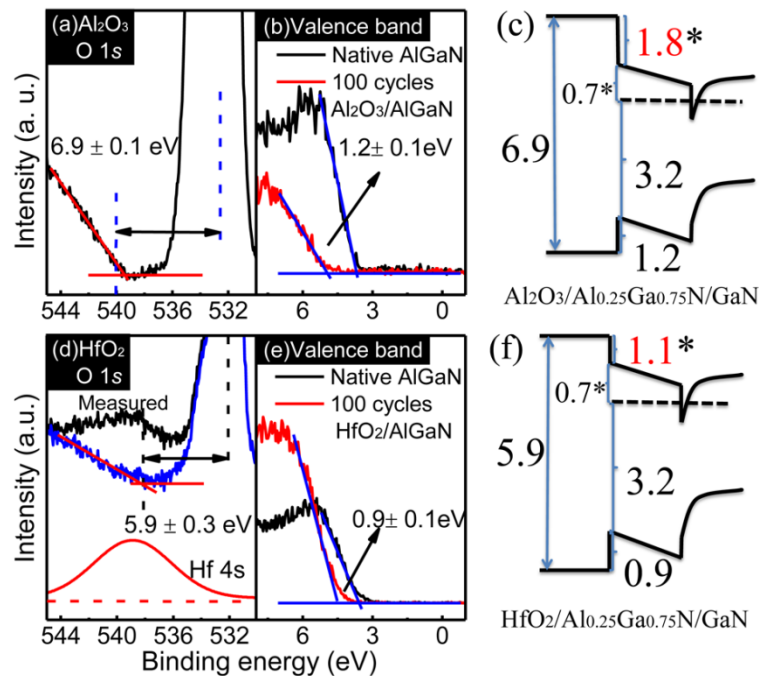 (a)Al₂O₃
O 1s
6.9 ± 0.1 eV
Intensity (a. u.)
544 540 536 532
(b)Valence band
Native AlGaN
100 cycles
Al₂O₃/AlGaN
1.2± 0.1eV
6 3 0
(c)
1.8*
0.7*
6.9
3.2
1.2
Al₂O₃/Al₀.₂₅Ga₀.₇₅N/GaN
(d)HfO₂
O 1s
Measured
5.9 ± 0.3 eV
Hf 4s
Intensity (a.u.)
544 540 536 532
(e)Valence band
Native AlGaN
100 cycles
HfO₂/AlGaN
0.9± 0.1eV
6 3 0
Binding energy (eV)
(f)
1.1*
0.7*
5.9
3.2
0.9
HfO₂/Al₀.₂₅Ga₀.₇₅N/GaN